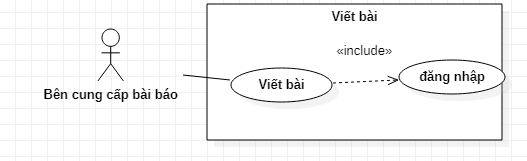 Viết bài
«include»
Viết bài
đăng nhập
Bên cung cấp bài báo